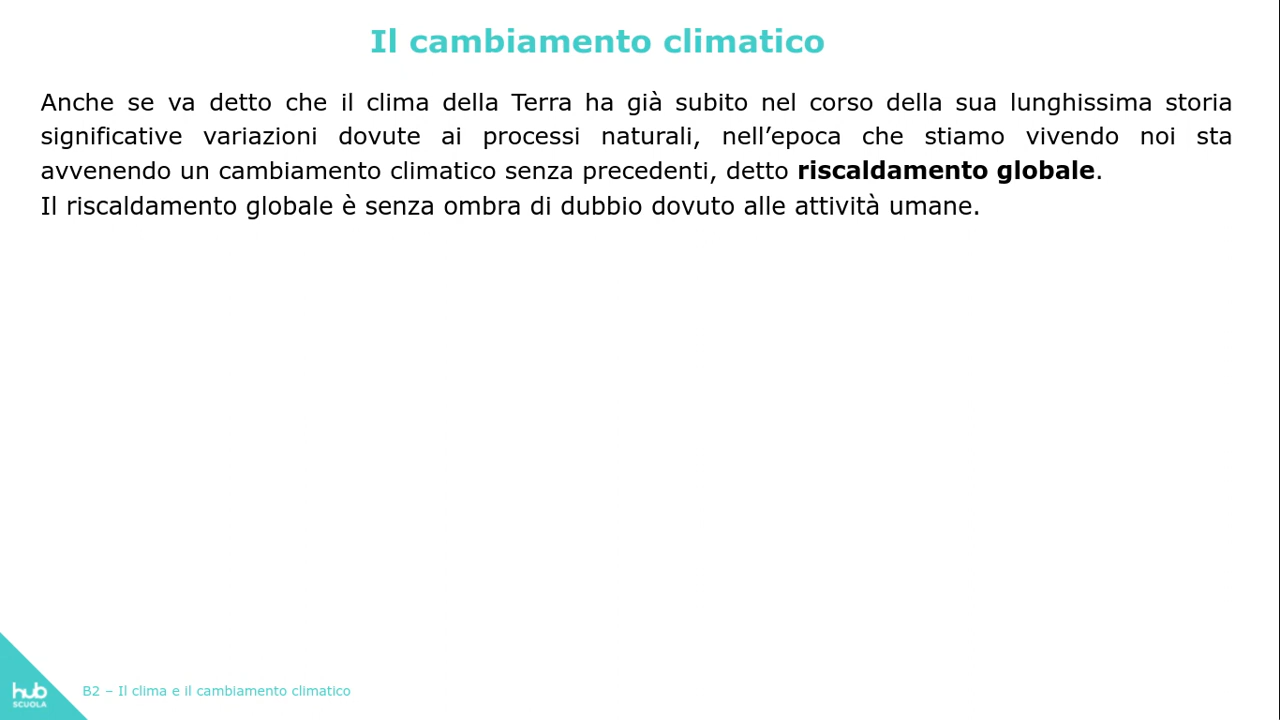 Il cambiamento climatico
Anche se va detto che il clima della Terra ha già subito nel corso della sua lunghissima storia
significative variazioni dovute ai processi naturali, nell’epoca che stiamo vivendo noi sta
avvenendo un cambiamento climatico senza precedenti, detto riscaldamento globale.
Il riscaldamento globale è senza ombra di dubbio dovuto alle attività umane.
hub
SCUOLA
B2 – Il clima e il cambiamento climatico